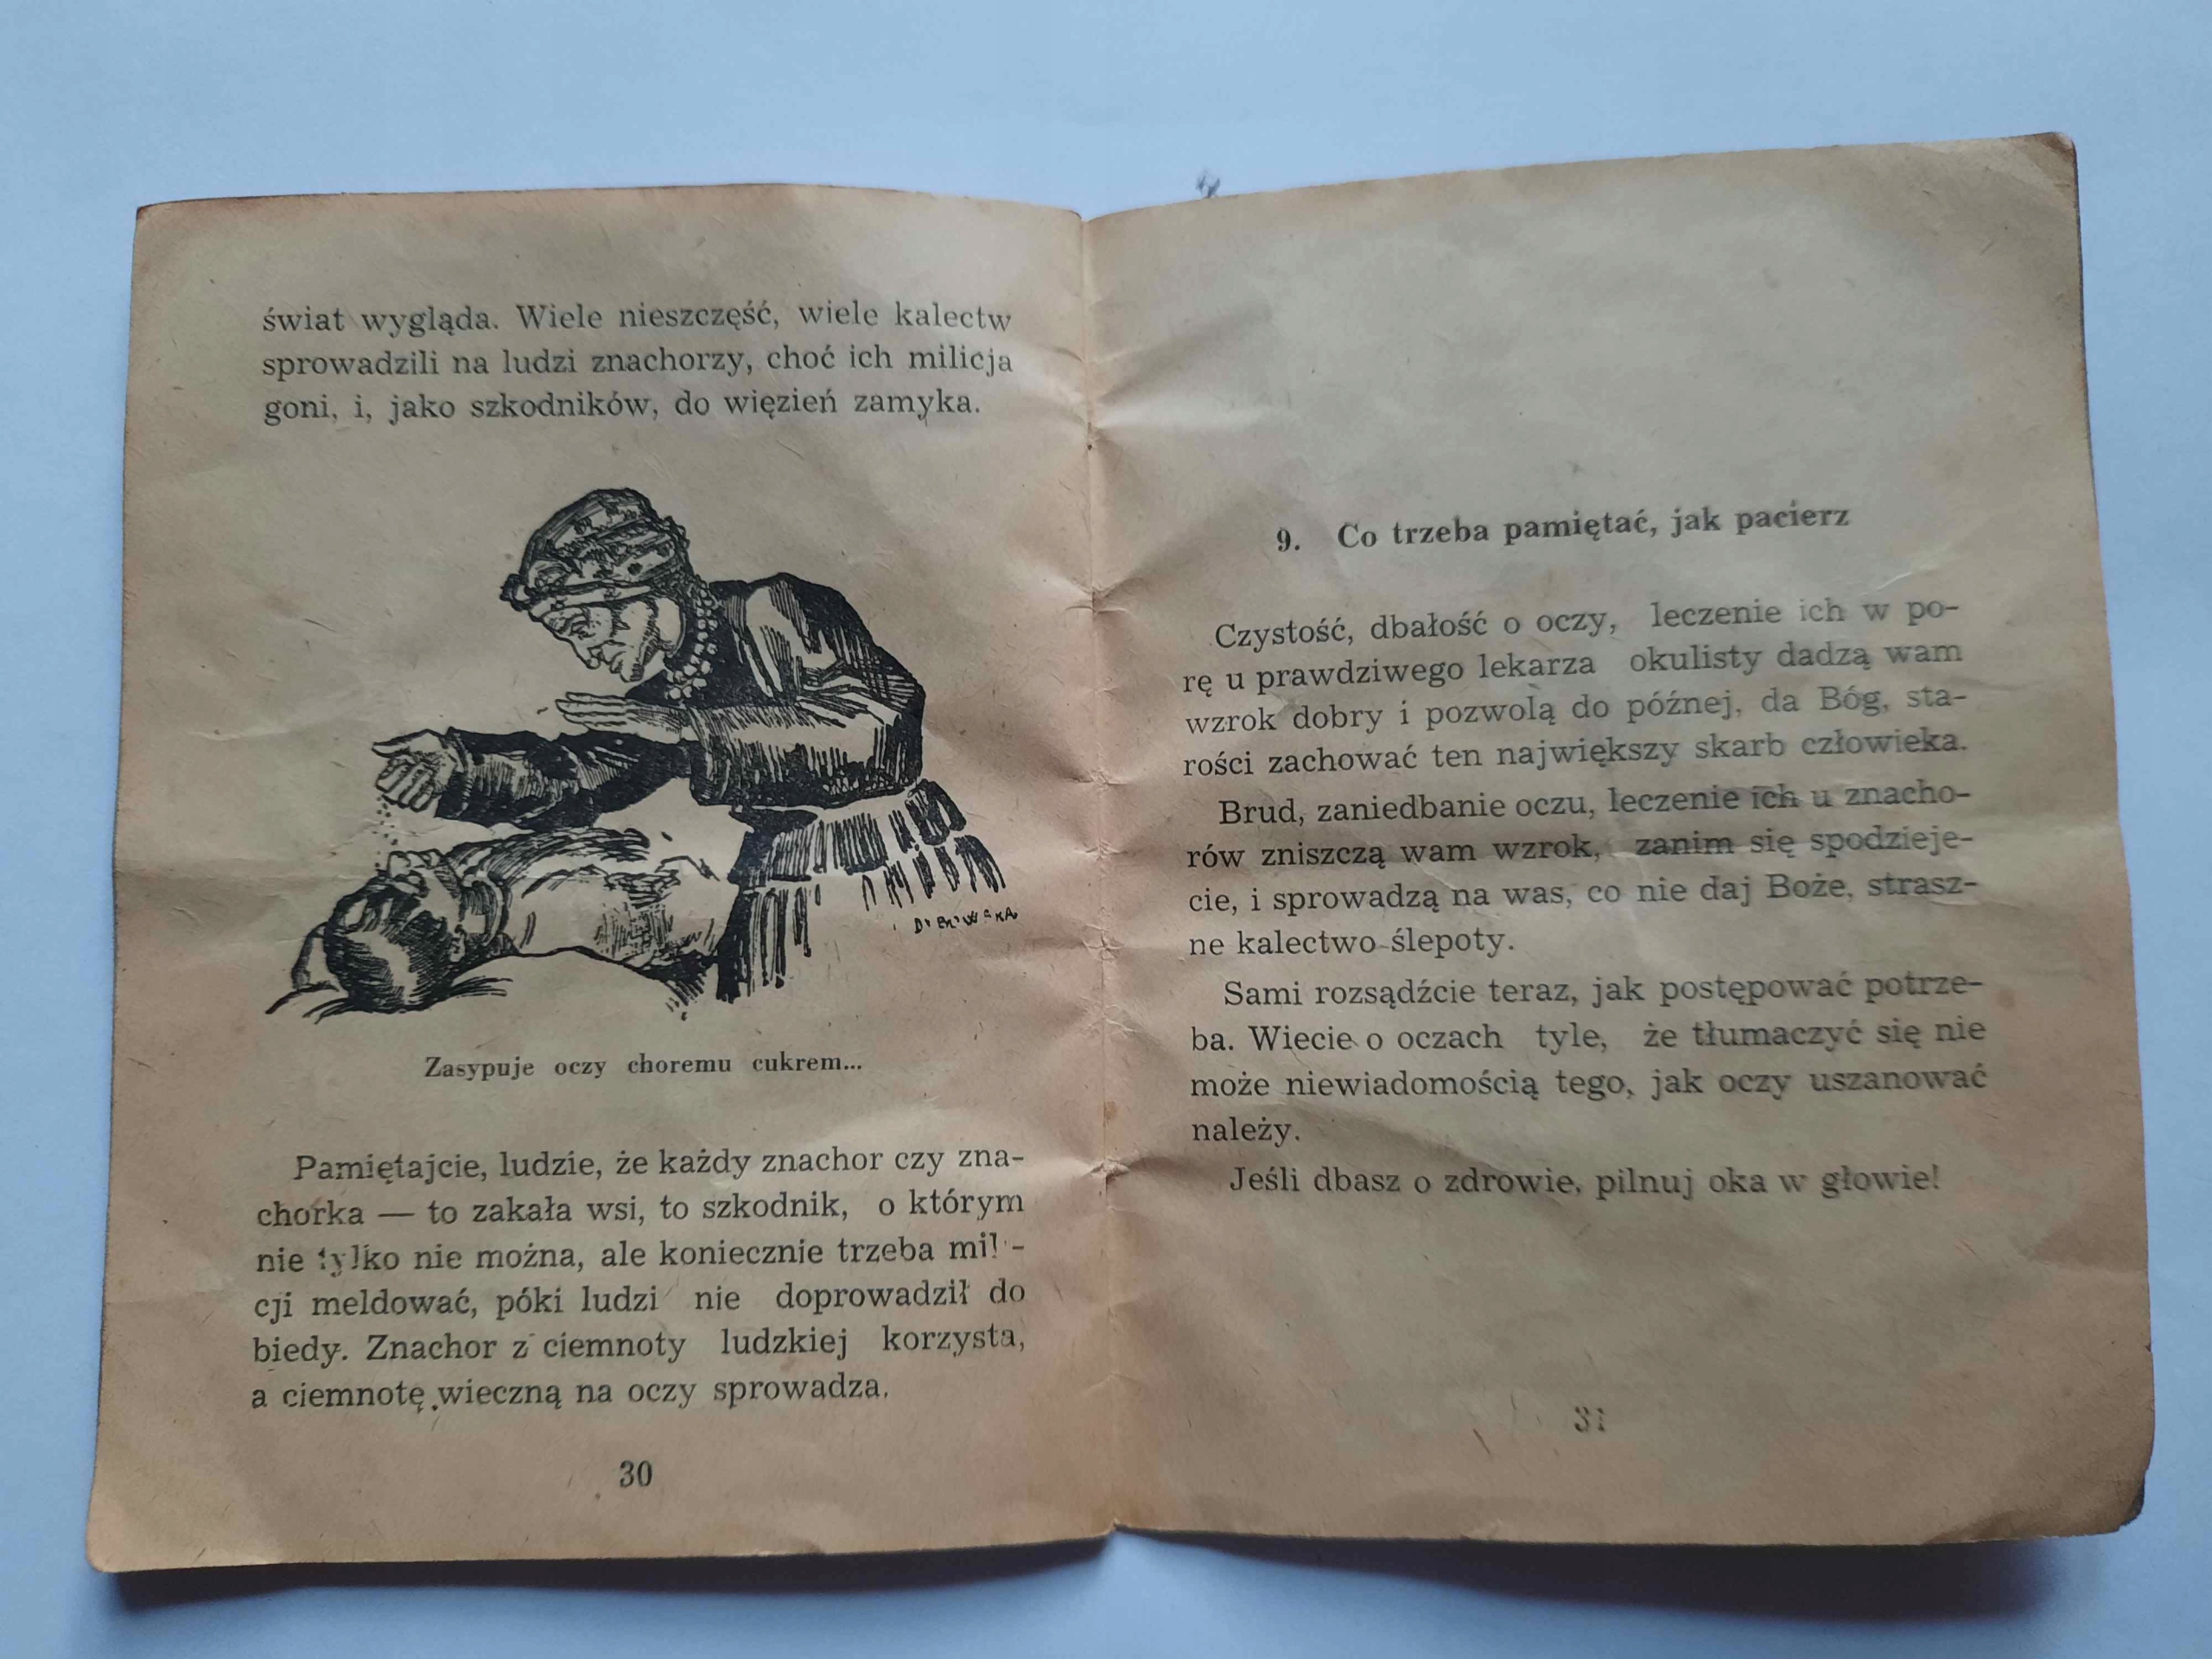 świat wygląda. Wiele nieszczęść, wiele kalectw
sprowadzili na ludzi znachorzy, choć ich milicja
goni, i, jako szkodników, do więzień zamyka.
Zasypuje oczy choremu cukrem...
Pamiętajcie, ludzie, że każdy znachor czy zna-
chorka — to zakała wsi, to szkodnik, o którym
nie tylko nie można, ale koniecznie trzeba mili-
cji meldować, póki ludzi nie doprowadził do
biedy. Znachor z ciemnoty ludzkiej korzysta,
a ciemnotę wieczną na oczy sprowadza.
30
9. Co trzeba pamiętać, jak pacierz
Czystość, dbałość o oczy, leczenie ich w po-
rę u prawdziwego lekarza okulisty dadzą wam
wzrok dobry i pozwolą do późnej, da Bóg, sta-
rości zachować ten największy skarb człowieka.
Brud, zaniedbanie oczu, leczenie ich u znacho-
rów zniszczą wam wzrok, zanim się spodzieje-
cie, i sprowadzą na was, co nie daj Boże, strasz-
ne kalectwo ślepoty.
Sami rozsądźcie teraz, jak postępować potrze-
ba. Wiecie o oczach tyle, że tłumaczyć się nie
może niewiadomością tego, jak oczy uszanować
należy.
Jeśli dbasz o zdrowie, pilnuj oka w głowie!
31